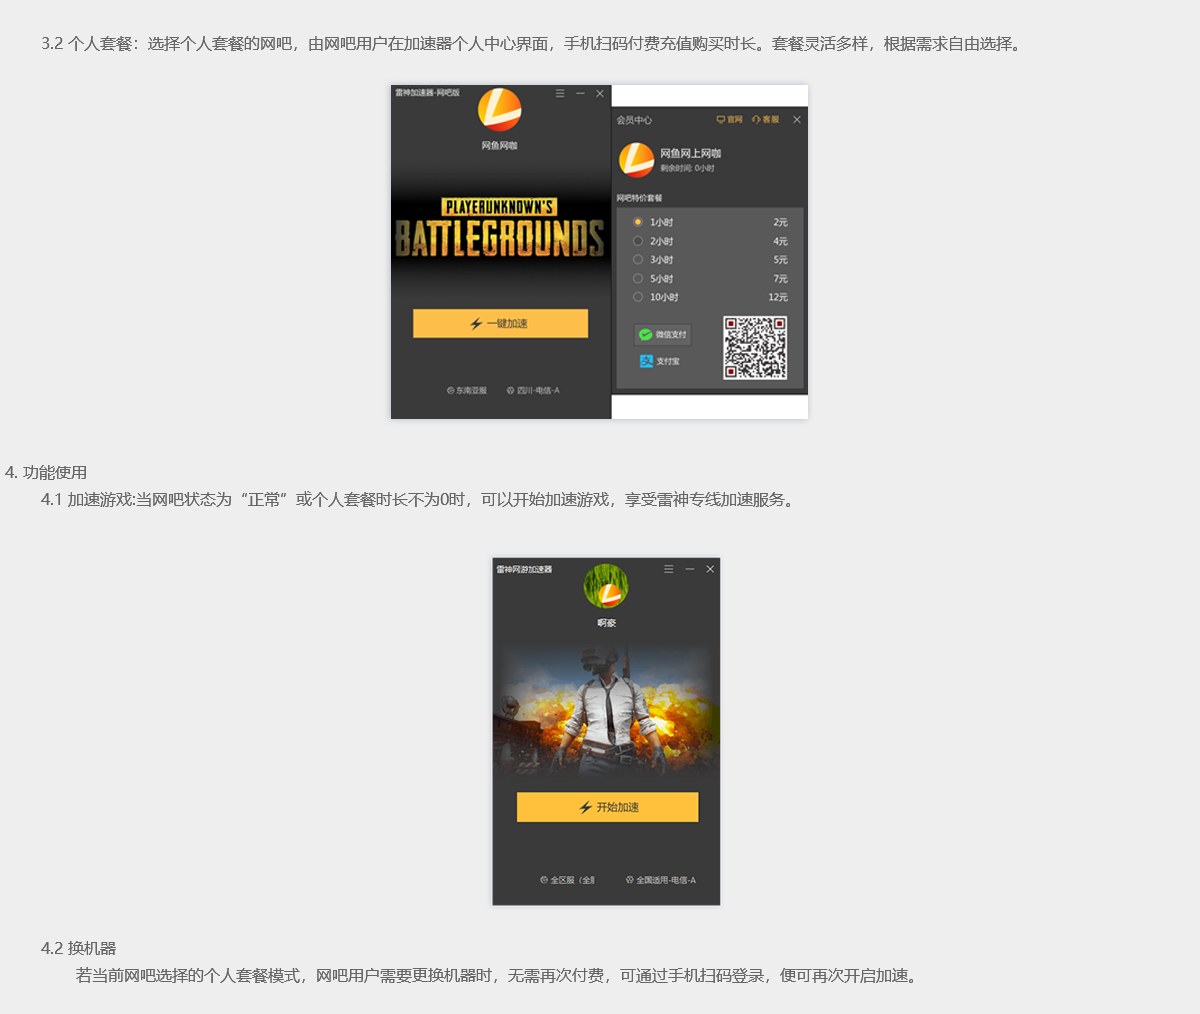 3.2 个人套餐：选择个人套餐的网吧，由网吧用户在加速器个人中心界面，手机扫码付费充值购买时长。套餐灵活多样，根据需求自由选择。
雷神加速器-网吧版
网鱼网咖
PLAYERUNKNOWN'S
BATTLEGROUNDS
一键加速
东南亚服 四川-电信-A
会员中心 官网 客服
网鱼网上网咖
剩余时间: 0小时
网吧特价套餐
1小时 2元
2小时 4元
3小时 5元
5小时 7元
10小时 12元
微信支付
支付宝
4. 功能使用
4.1 加速游戏:当网吧状态为“正常”或个人套餐时长不为0时，可以开始加速游戏，享受雷神专线加速服务。
雷神网游加速器
啊豪
开始加速
全区服（全 全国适用-电信-A
4.2 换机器
若当前网吧选择的个人套餐模式，网吧用户需要更换机器时，无需再次付费，可通过手机扫码登录，便可再次开启加速。